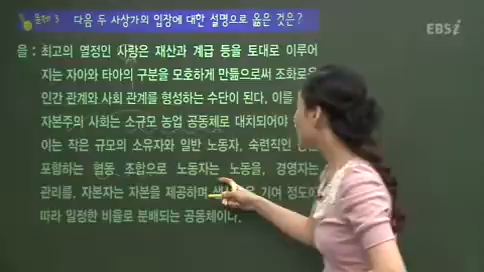 문제 3 다음 두 사상가의 입장에 대한 설명으로 옳은 것은?
EBSi
을 : 최고의 열정인 사랑은 재산과 계급 등을 토대로 이루어
지는 자아와 타아의 구분을 모호하게 만듦으로써 조화로운
인간 관계와 사회 관계를 형성하는 수단이 된다. 이를
자본주의 사회는 소규모 농업 공동체로 대치되어야
이는 작은 규모의 소유자와 일반 노동자, 숙련직인
포함하는 협동 조합으로 노동자는 노동을, 경영자는
관리를, 자본자는 자본을 제공하며 기여 정도에
따라 일정한 비율로 분배되는 공동체이다.